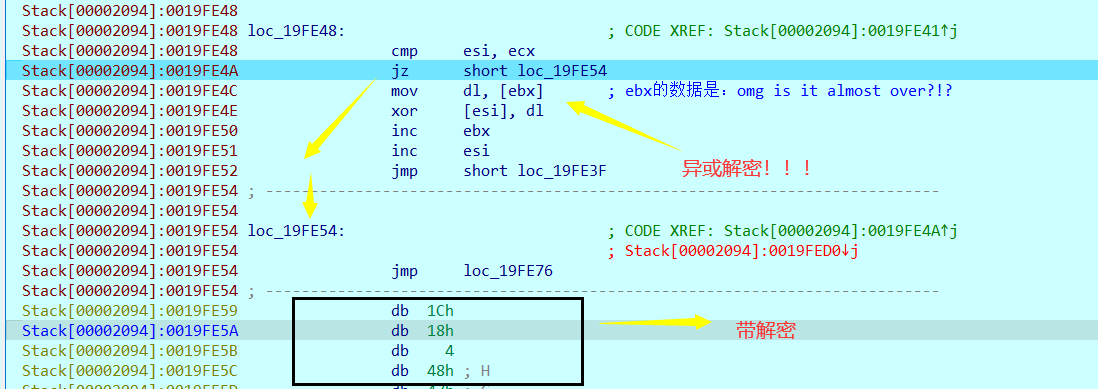 Stack[00002094]:0019FE48
Stack[00002094]:0019FE48 loc_19FE48: ; CODE XREF: Stack[00002094]:0019FE41↑j
Stack[00002094]:0019FE48 cmp esi, ecx
Stack[00002094]:0019FE4A jz short loc_19FE54
Stack[00002094]:0019FE4C mov dl, [ebx] ; ebx的数据是：omg is it almost over?!?
Stack[00002094]:0019FE4E xor [esi], dl
Stack[00002094]:0019FE50 inc ebx
Stack[00002094]:0019FE51 inc esi
Stack[00002094]:0019FE52 jmp short loc_19FE3F
异或解密！！！
Stack[00002094]:0019FE54 ; ---------------------------------------------------------------------------
Stack[00002094]:0019FE54
Stack[00002094]:0019FE54 loc_19FE54: ; CODE XREF: Stack[00002094]:0019FE4A↑j
Stack[00002094]:0019FE54 ; Stack[00002094]:0019FED0↓j
Stack[00002094]:0019FE54 jmp loc_19FE76
Stack[00002094]:0019FE54 ; ---------------------------------------------------------------------------
Stack[00002094]:0019FE59 db 1Ch
Stack[00002094]:0019FE5A db 18h
带解密
Stack[00002094]:0019FE5B db 4
Stack[00002094]:0019FE5C db 48h ; H